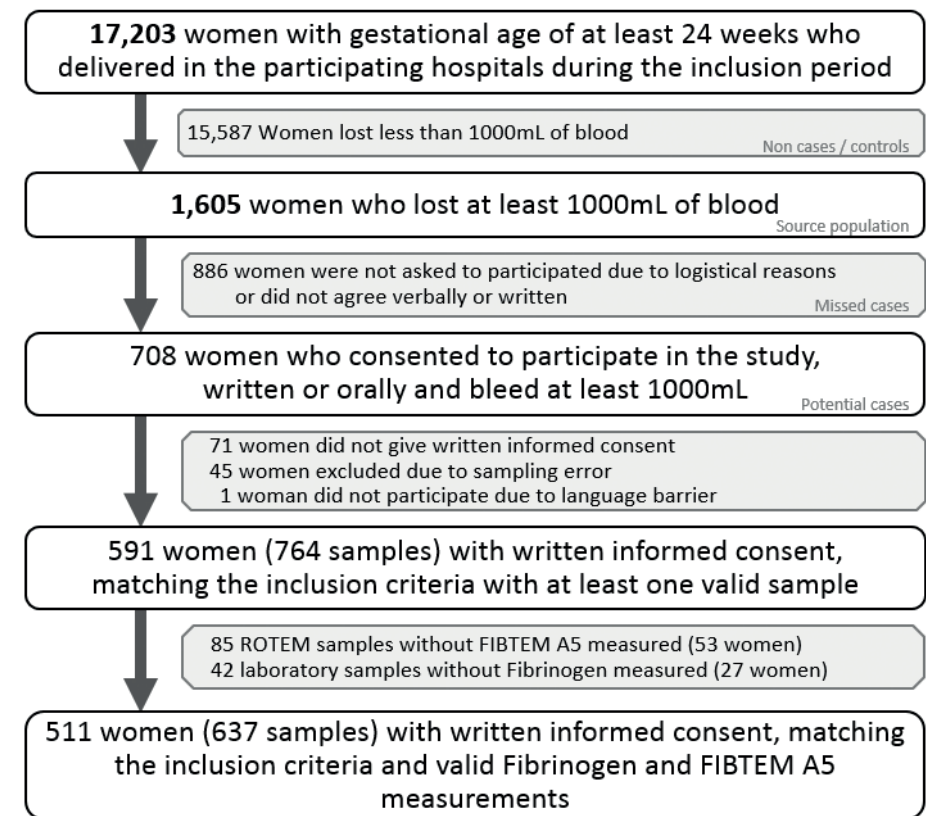 17,203 women with gestational age of at least 24 weeks who
delivered in the participating hospitals during the inclusion period
15,587 Women lost less than 1000mL of blood
Non cases / controls
1,605 women who lost at least 1000mL of blood
Source population
886 women were not asked to participated due to logistical reasons
or did not agree verbally or written
Missed cases
708 women who consented to participate in the study,
written or orally and bleed at least 1000mL
Potential cases
71 women did not give written informed consent
45 women excluded due to sampling error
1 woman did not participate due to language barrier
591 women (764 samples) with written informed consent,
matching the inclusion criteria with at least one valid sample
85 ROTEM samples without FIBTEM A5 measured (53 women)
42 laboratory samples without Fibrinogen measured (27 women)
511 women (637 samples) with written informed consent, matching
the inclusion criteria and valid Fibrinogen and FIBTEM A5
measurements